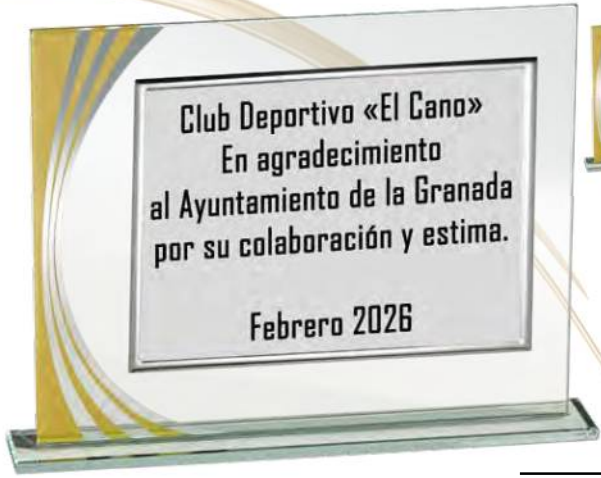 Club Deportivo «El Cano»
En agradecimiento
al Ayuntamiento de la Granada
por su colaboración y estima.
Febrero 2026